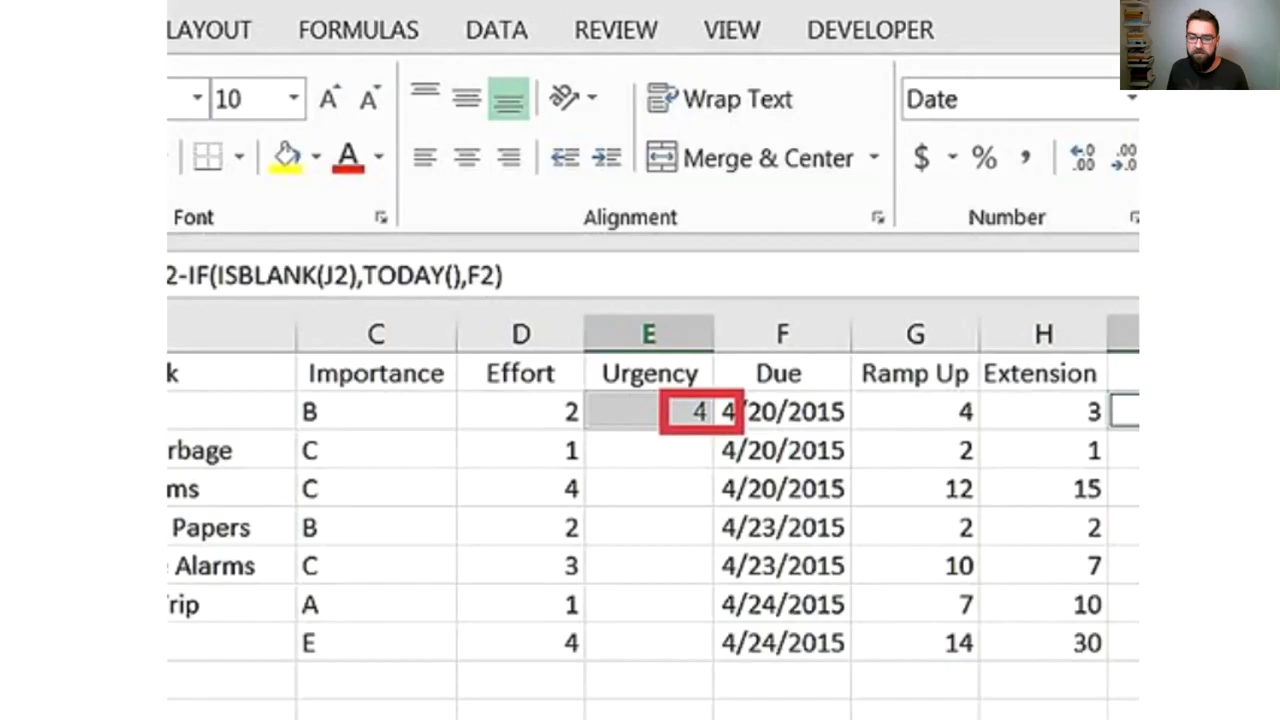 LAYOUT FORMULAS DATA REVIEW VIEW DEVELOPER
10 A A Wrap Text Date
A Merge & Center $ % , .0 .00 .00 .0
Font Alignment Number
2-IF(ISBLANK(J2),TODAY(),F2)
C D E F G H
k Importance Effort Urgency Due Ramp Up Extension
B 2 4 4/20/2015 4 3
rbage C 1 4/20/2015 2 1
ms C 4 4/20/2015 12 15
Papers B 2 4/23/2015 2 2
Alarms C 3 4/23/2015 10 7
rip A 1 4/24/2015 7 10
E 4 4/24/2015 14 30